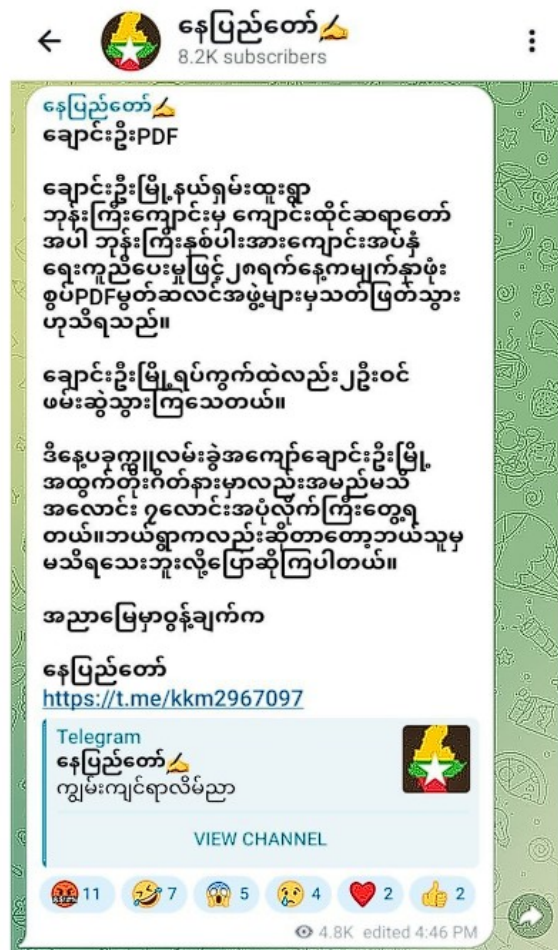 နေပြည်တော်✍️
8.2K subscribers
နေပြည်တော်✍️
ချောင်းဦးPDF
ချောင်းဦးမြို့နယ်ရှမ်းထူးရွာ
ဘုန်းကြီးကျောင်းမှ ကျောင်းထိုင်ဆရာတော်
အပါ ဘုန်းကြီးနှစ်ပါးအားကျောင်းအပ်နှံ
ရေးကူညီပေးမှုဖြင့်၂၈ရက်နေ့ကမျက်နှာဖုံး
စွပ်PDFမွတ်ဆလင်အဖွဲ့များမှသတ်ဖြတ်သွား
ဟုသိရသည်။
ချောင်းဦးမြို့ရပ်ကွက်ထဲလည်း၂ဦးဝင်
ဖမ်းဆွဲသွားကြသေတယ်။
ဒီနေ့ပခုက္ကူလမ်းခွဲအကျော်ချောင်းဦးမြို့
အထွက်တိုးဂိတ်နားမှာလည်းအမည်မသိ
အလောင်း ၇လောင်းအပုံလိုက်ကြီးတွေ့ရ
တယ်။ဘယ်ရွာကလည်းဆိုတာတော့ဘယ်သူမှ
မသိရသေးဘူးလို့ပြောဆိုကြပါတယ်။
အညာမြေမှာဝွန့်ချက်က
နေပြည်တော်
https://t.me/kkm2967097
Telegram
နေပြည်တော်✍️
ကျွမ်းကျင်ရာလိမ်ညာ
VIEW CHANNEL
🤬 11 🤣 7 😱 5 😢 4 ❤️ 2 👍 2
4.8K edited 4:46 PM